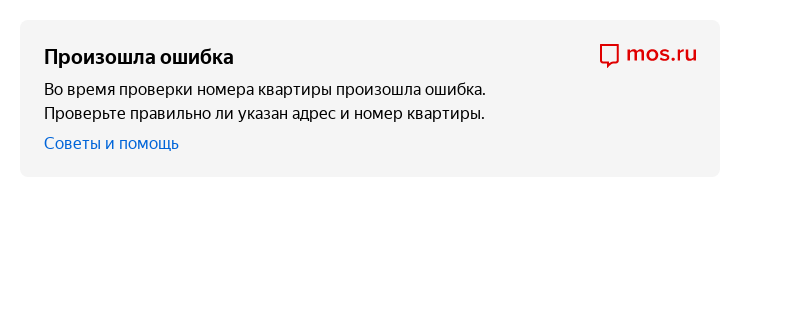 Произошла ошибка
mos.ru
Во время проверки номера квартиры произошла ошибка.
Проверьте правильно ли указан адрес и номер квартиры.
Советы и помощь